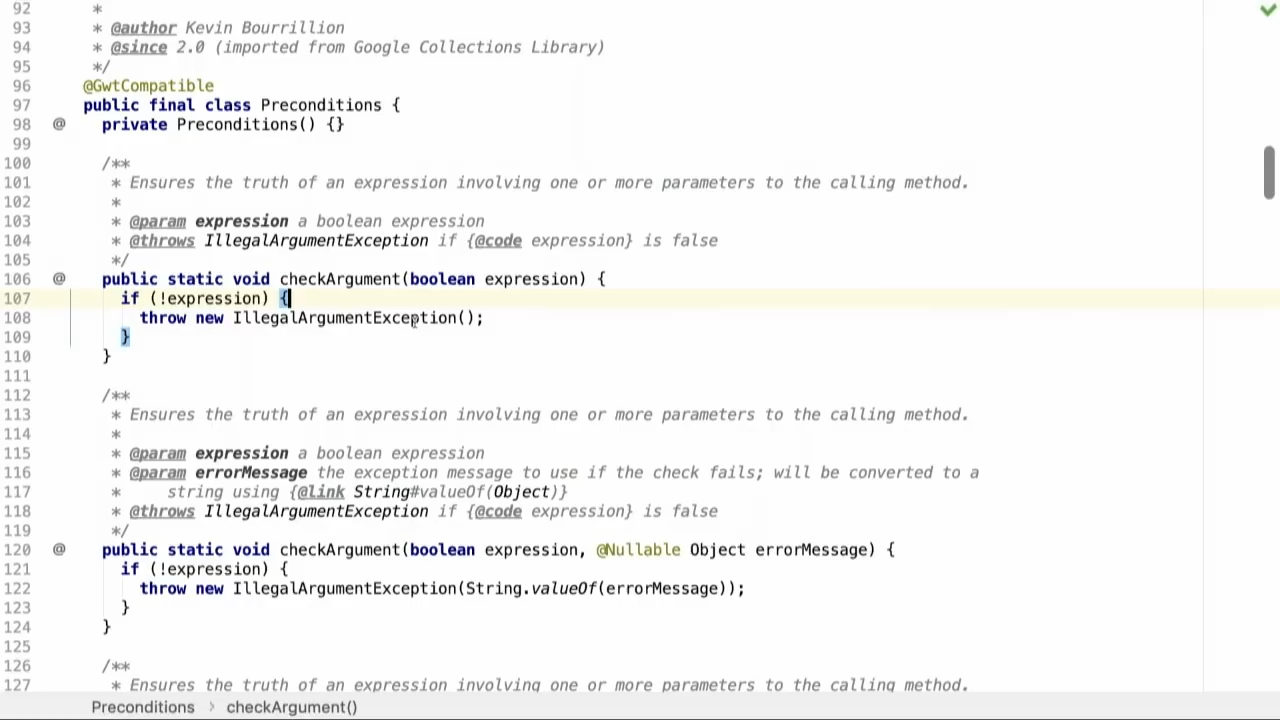 92 *
93 * @author Kevin Bourrillion
94 * @since 2.0 (imported from Google Collections Library)
95 */
96 @GwtCompatible
97 public final class Preconditions {
98 @ private Preconditions() {}
99
100 /**
101 * Ensures the truth of an expression involving one or more parameters to the calling method.
102 *
103 * @param expression a boolean expression
104 * @throws IllegalArgumentException if {@code expression} is false
105 */
106 @ public static void checkArgument(boolean expression) {
107 if (!expression) {
108 throw new IllegalArgumentException();
109 }
110 }
111
112 /**
113 * Ensures the truth of an expression involving one or more parameters to the calling method.
114 *
115 * @param expression a boolean expression
116 * @param errorMessage the exception message to use if the check fails; will be converted to a
117 * string using {@link String#valueOf(Object)}
118 * @throws IllegalArgumentException if {@code expression} is false
119 */
120 @ public static void checkArgument(boolean expression, @Nullable Object errorMessage) {
121 if (!expression) {
122 throw new IllegalArgumentException(String.valueOf(errorMessage));
123 }
124 }
125
126 /**
127 * Ensures the truth of an expression involving one or more parameters to the calling method.
Preconditions › checkArgument()